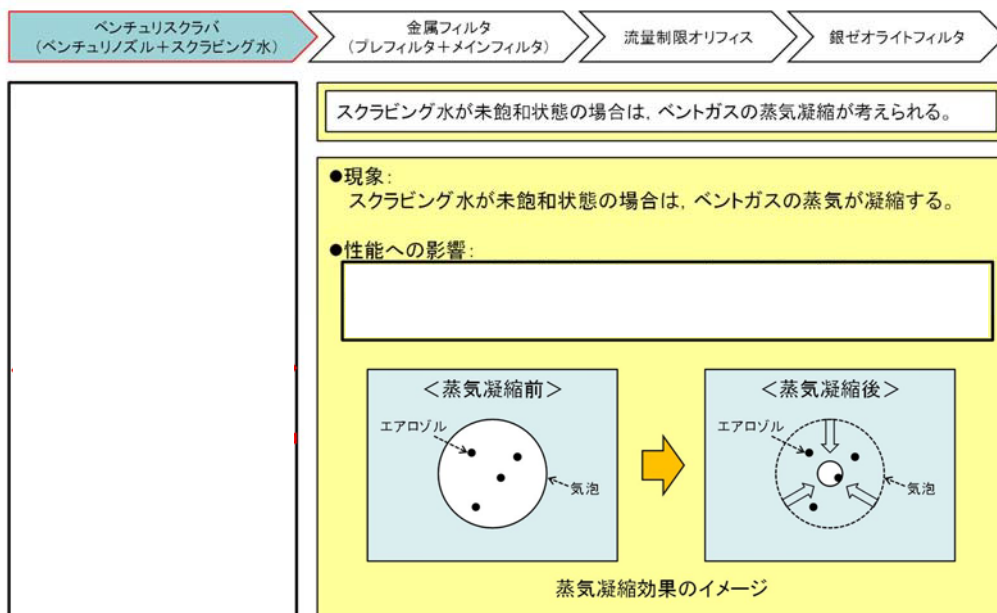 ベンチュリスクラバ
(ベンチュリノズル+スクラビング水)
金属フィルタ
(プレフィルタ+メインフィルタ)
流量制限オリフィス
銀ゼオライトフィルタ
スクラビング水が未飽和状態の場合は,ベントガスの蒸気凝縮が考えられる。
●現象:
スクラビング水が未飽和状態の場合は,ベントガスの蒸気が凝縮する。
●性能への影響:
<蒸気凝縮前>
エアロゾル
気泡
<蒸気凝縮後>
エアロゾル
気泡
蒸気凝縮効果のイメージ